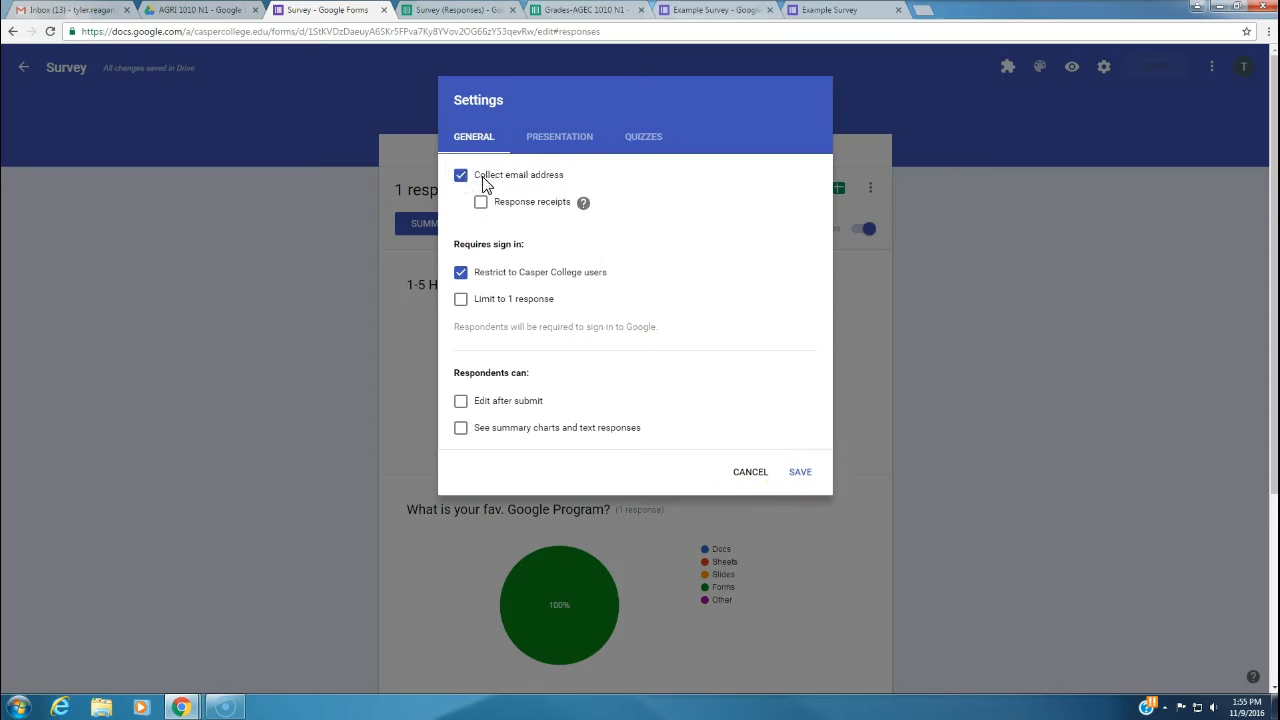 Inbox (13) - tyler.reagan
AGRI 1010 N1 - Google
Survey - Google Forms
Survey (Responses) - Go
Grades-AGEC 1010 N1 -
Example Survey - Google
Example Survey
https://docs.google.com/a/caspercollege.edu/forms/d/1StKVDzDaeuyA6SKr5FPva7Ky8YVov2OG66zYS3qevRw/edit#responses
Survey
All changes saved in Drive
T
Settings
GENERAL
PRESENTATION
QUIZZES
1 respo
SUMM
Collect email address
Response receipts
?
Requires sign in:
Restrict to Casper College users
1-5 H
Limit to 1 response
Respondents will be required to sign in to Google.
Respondents can:
Edit after submit
See summary charts and text responses
CANCEL
SAVE
What is your fav. Google Program? (1 response)
Docs
Sheets
Slides
Forms
Other
100%
?
1:55 PM
11/9/2016